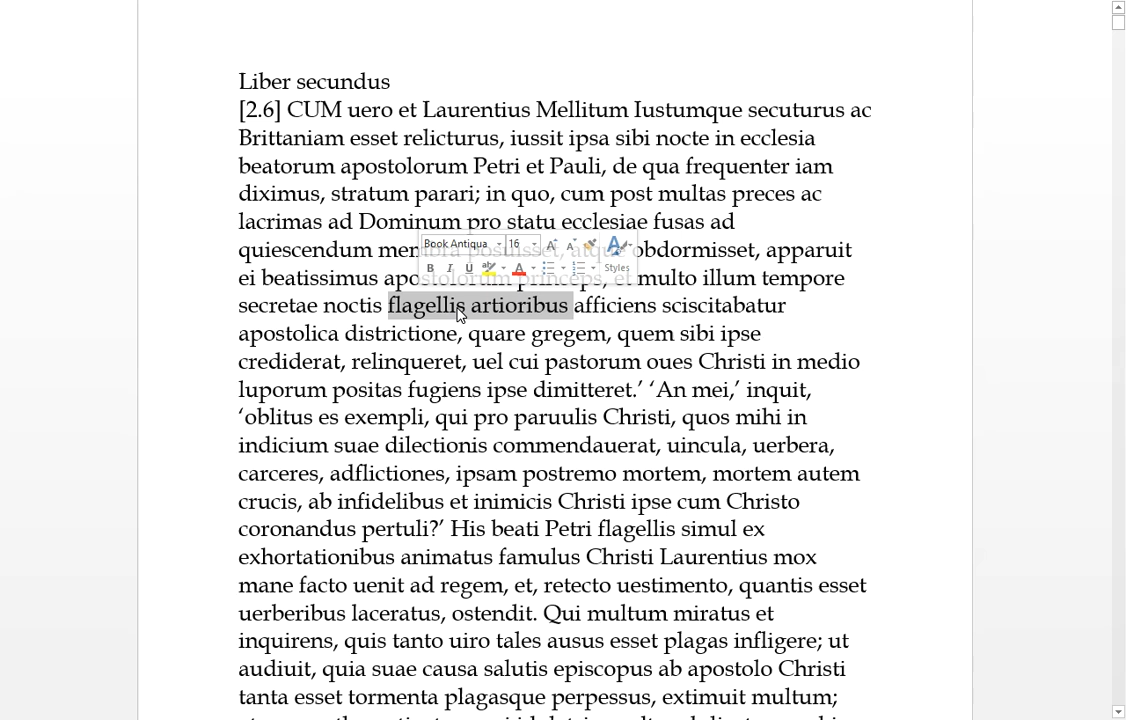 Liber secundus
[2.6] CUM uero et Laurentius Mellitum Iustumque secuturus ac
Brittaniam esset relicturus, iussit ipsa sibi nocte in ecclesia
beatorum apostolorum Petri et Pauli, de qua frequenter iam
diximus, stratum parari; in quo, cum post multas preces ac
lacrimas ad Dominum pro statu ecclesiae fusas ad
quiescendum membra posuisset, atque obdormisset, apparuit
Book Antiqua 16
ei beatissimus apostolorum princeps, et multo illum tempore
B I U ab A Styles
secretae noctis flagellis artioribus afficiens sciscitabatur
apostolica districtione, quare gregem, quem sibi ipse
crediderat, relinqueret, uel cui pastorum oues Christi in medio
luporum positas fugiens ipse dimitteret.’ ‘An mei,’ inquit,
‘oblitus es exempli, qui pro paruulis Christi, quos mihi in
indicium suae dilectionis commendauerat, uincula, uerbera,
carceres, adflictiones, ipsam postremo mortem, mortem autem
crucis, ab infidelibus et inimicis Christi ipse cum Christo
coronandus pertuli?’ His beati Petri flagellis simul ex
exhortationibus animatus famulus Christi Laurentius mox
mane facto uenit ad regem, et, retecto uestimento, quantis esset
uerberibus laceratus, ostendit. Qui multum miratus et
inquirens, quis tanto uiro tales ausus esset plagas infligere; ut
audiuit, quia suae causa salutis episcopus ab apostolo Christi
tanta esset tormenta plagasque perpessus, extimuit multum;